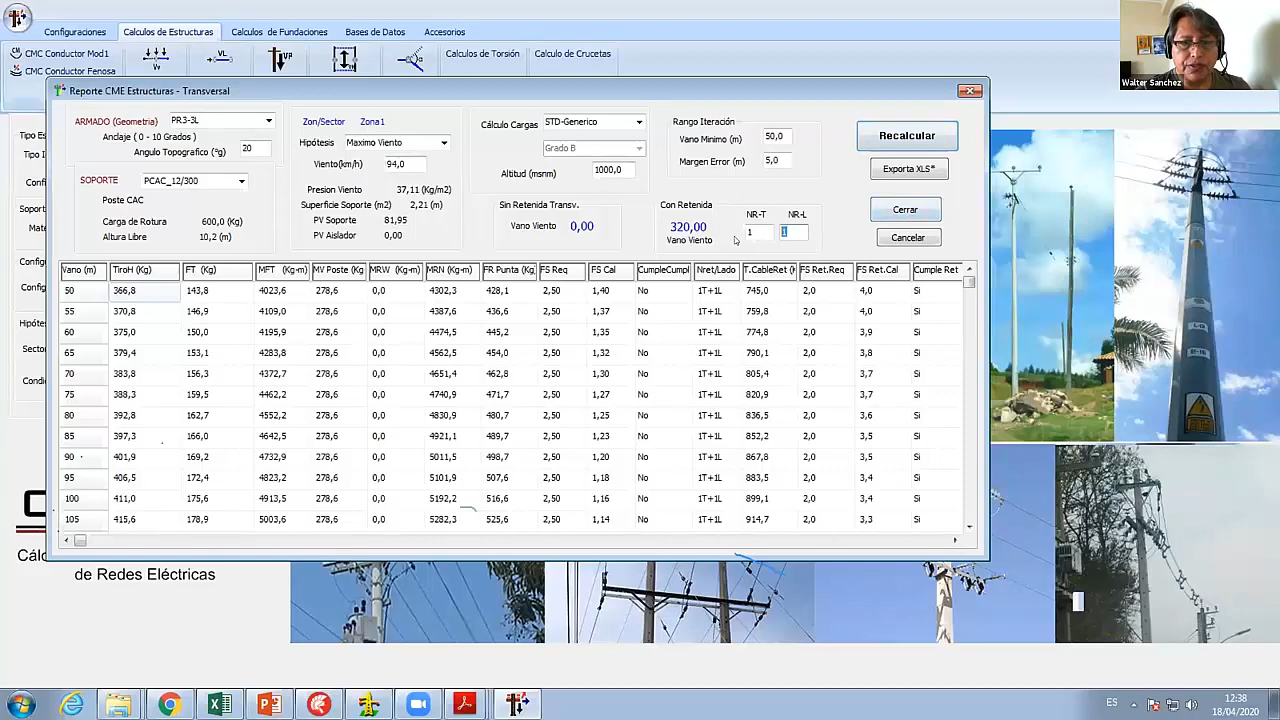 Configuraciones Calculos de Estructuras Calculos de Fundaciones Bases de Datos Accesorios
CMC Conductor Mod1
CMC Conductor Fenosa
Calculos de Torsión Calculo de Crucetas
Walter Sanchez
Reporte CME Estructuras - Transversal
ARMADO (Geometria) PR3-3L
Anclaje ( 0 - 10 Grados )
Angulo Topografico (ºg) 20
SOPORTE PCAC_12/300
Poste CAC
Carga de Rotura 600,0 (Kg)
Altura Libre 10,2 (m)
Zon/Sector Zona1
Hipótesis Maximo Viento
Viento(km/h) 94,0
Presion Viento 37,11 (Kg/m2)
Superficie Soporte (m2) 2,21 (m)
PV Soporte 81,95
PV Aislador 0,00
Cálculo Cargas STD-Generico
Grado B
Altitud (msnm) 1000,0
Sin Retenida Transv.
Vano Viento 0,00
Rango Iteración
Vano Minimo (m) 50,0
Margen Error (m) 5,0
Con Retenida NR-T NR-L
320,00 1 1
Vano Viento
Recalcular
Exporta XLS*
Cerrar
Cancelar
Vano (m) TiroH (Kg) FT (Kg) MFT (Kg-m) MV Poste (Kg MRW (Kg-m) MRN (Kg-m) FR Punta (Kg) FS Req FS Cal CumpleCumpl Nret/Lado T.CableRet (K FS Ret.Req FS Ret.Cal Cumple Ret
50 366,8 143,8 4023,6 278,6 0,0 4302,3 428,1 2,50 1,40 No 1T+1L 745,0 2,0 4,0 Si
55 370,8 146,9 4109,0 278,6 0,0 4387,6 436,6 2,50 1,37 No 1T+1L 759,8 2,0 4,0 Si
60 375,0 150,0 4195,9 278,6 0,0 4474,5 445,2 2,50 1,35 No 1T+1L 774,8 2,0 3,9 Si
65 379,4 153,1 4283,8 278,6 0,0 4562,5 454,0 2,50 1,32 No 1T+1L 790,1 2,0 3,8 Si
70 383,8 156,3 4372,7 278,6 0,0 4651,4 462,8 2,50 1,30 No 1T+1L 805,4 2,0 3,7 Si
75 388,3 159,5 4462,2 278,6 0,0 4740,9 471,7 2,50 1,27 No 1T+1L 820,9 2,0 3,7 Si
80 392,8 162,7 4552,2 278,6 0,0 4830,9 480,7 2,50 1,25 No 1T+1L 836,5 2,0 3,6 Si
85 397,3 166,0 4642,5 278,6 0,0 4921,1 489,7 2,50 1,23 No 1T+1L 852,2 2,0 3,5 Si
90 401,9 169,2 4732,9 278,6 0,0 5011,5 498,7 2,50 1,20 No 1T+1L 867,8 2,0 3,5 Si
95 406,5 172,4 4823,2 278,6 0,0 5101,9 507,6 2,50 1,18 No 1T+1L 883,5 2,0 3,4 Si
100 411,0 175,6 4913,5 278,6 0,0 5192,2 516,6 2,50 1,16 No 1T+1L 899,1 2,0 3,4 Si
105 415,6 178,9 5003,6 278,6 0,0 5282,3 525,6 2,50 1,14 No 1T+1L 914,7 2,0 3,3 Si
de Redes Eléctricas
ES 12:38
18/04/2020